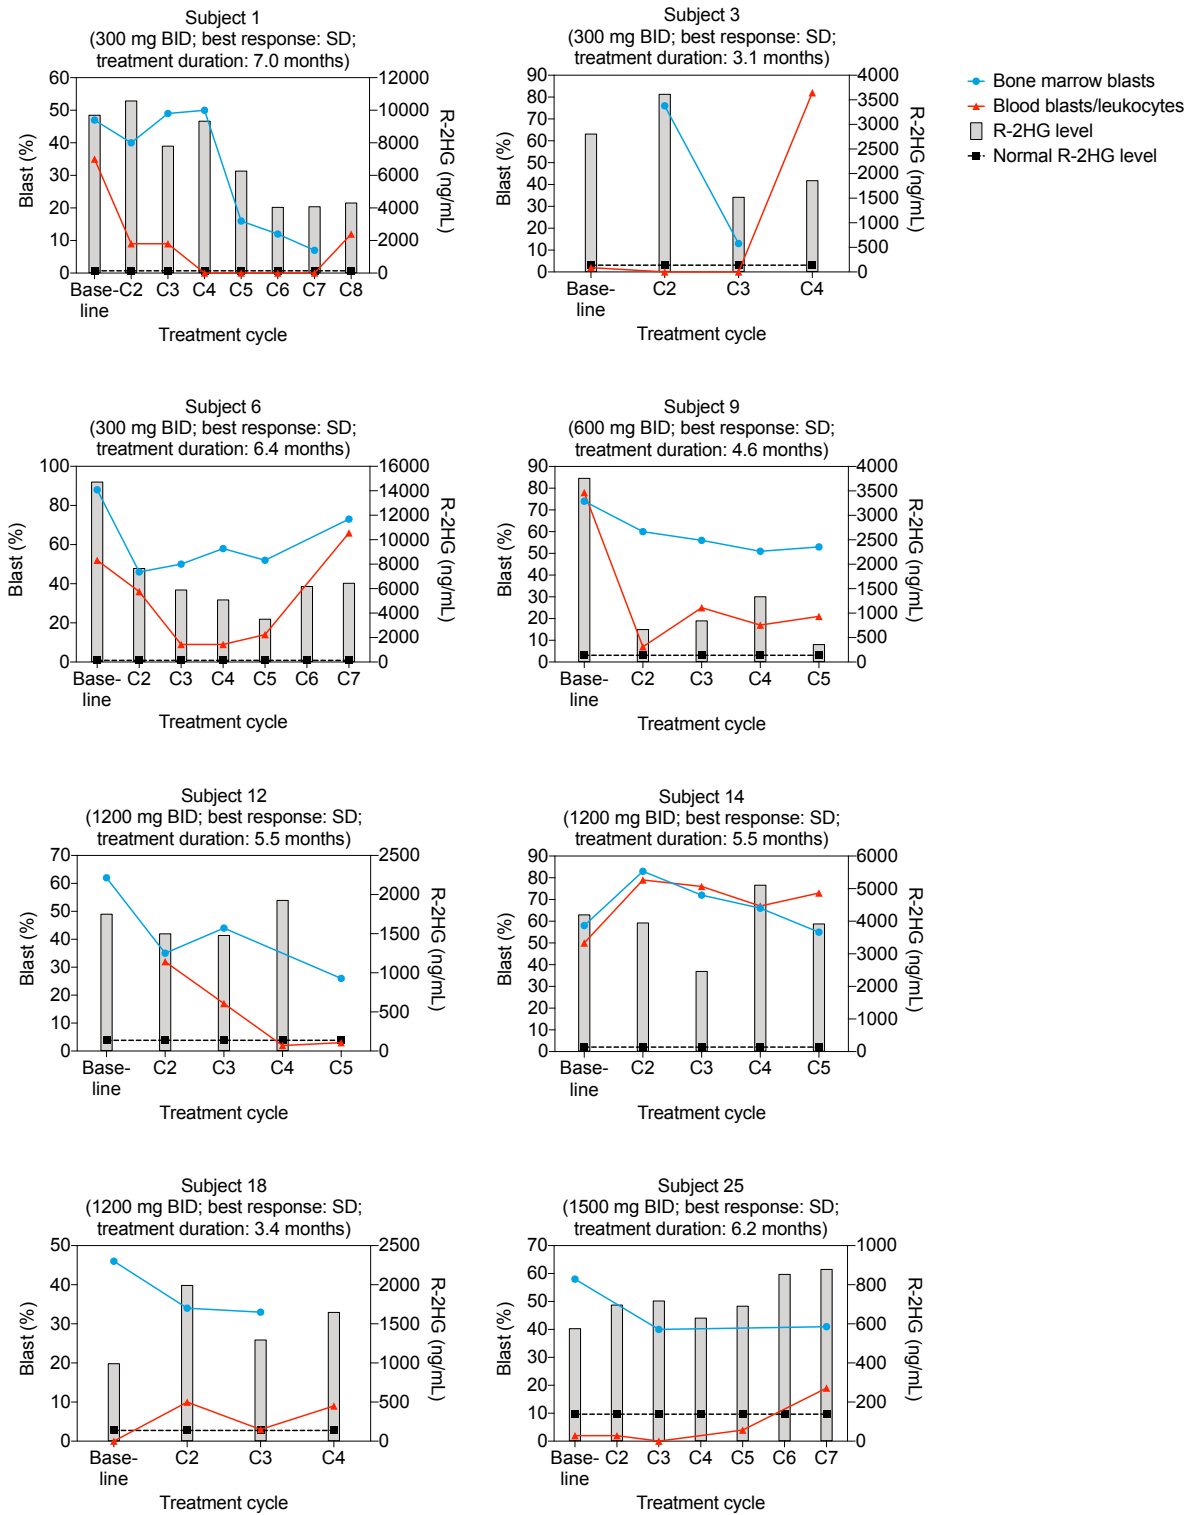 Subject 1
(300 mg BID; best response: SD;
treatment duration: 7.0 months)
60
50
40
30
20
10
0
Blast (%)
12000
10000
8000
6000
4000
2000
0
R-2HG (ng/mL)
Base-
line
C2 C3 C4 C5 C6 C7 C8
Treatment cycle
Subject 3
(300 mg BID; best response: SD;
treatment duration: 3.1 months)
90
80
70
60
50
40
30
20
10
0
Blast (%)
4000
3500
3000
2500
2000
1500
1000
500
0
R-2HG (ng/mL)
Base-
line
C2 C3 C4
Treatment cycle
Bone marrow blasts
Blood blasts/leukocytes
R-2HG level
Normal R-2HG level
Subject 6
(300 mg BID; best response: SD;
treatment duration: 6.4 months)
100
80
60
40
20
0
Blast (%)
16000
14000
12000
10000
8000
6000
4000
2000
0
R-2HG (ng/mL)
Base-
line
C2 C3 C4 C5 C6 C7
Treatment cycle
Subject 9
(600 mg BID; best response: SD;
treatment duration: 4.6 months)
90
80
70
60
50
40
30
20
10
0
Blast (%)
4000
3500
3000
2500
2000
1500
1000
500
0
R-2HG (ng/mL)
Base-
line
C2 C3 C4 C5
Treatment cycle
Subject 12
(1200 mg BID; best response: SD;
treatment duration: 5.5 months)
70
60
50
40
30
20
10
0
Blast (%)
2500
2000
1500
1000
500
0
R-2HG (ng/mL)
Base-
line
C2 C3 C4 C5
Treatment cycle
Subject 14
(1200 mg BID; best response: SD;
treatment duration: 5.5 months)
90
80
70
60
50
40
30
20
10
0
Blast (%)
6000
5000
4000
3000
2000
1000
0
R-2HG (ng/mL)
Base-
line
C2 C3 C4 C5
Treatment cycle
Subject 18
(1200 mg BID; best response: SD;
treatment duration: 3.4 months)
50
40
30
20
10
0
Blast (%)
2500
2000
1500
1000
500
0
R-2HG (ng/mL)
Base-
line
C2 C3 C4
Treatment cycle
Subject 25
(1500 mg BID; best response: SD;
treatment duration: 6.2 months)
70
60
50
40
30
20
10
0
Blast (%)
1000
800
600
400
200
0
R-2HG (ng/mL)
Base-
line
C2 C3 C4 C5 C6 C7
Treatment cycle